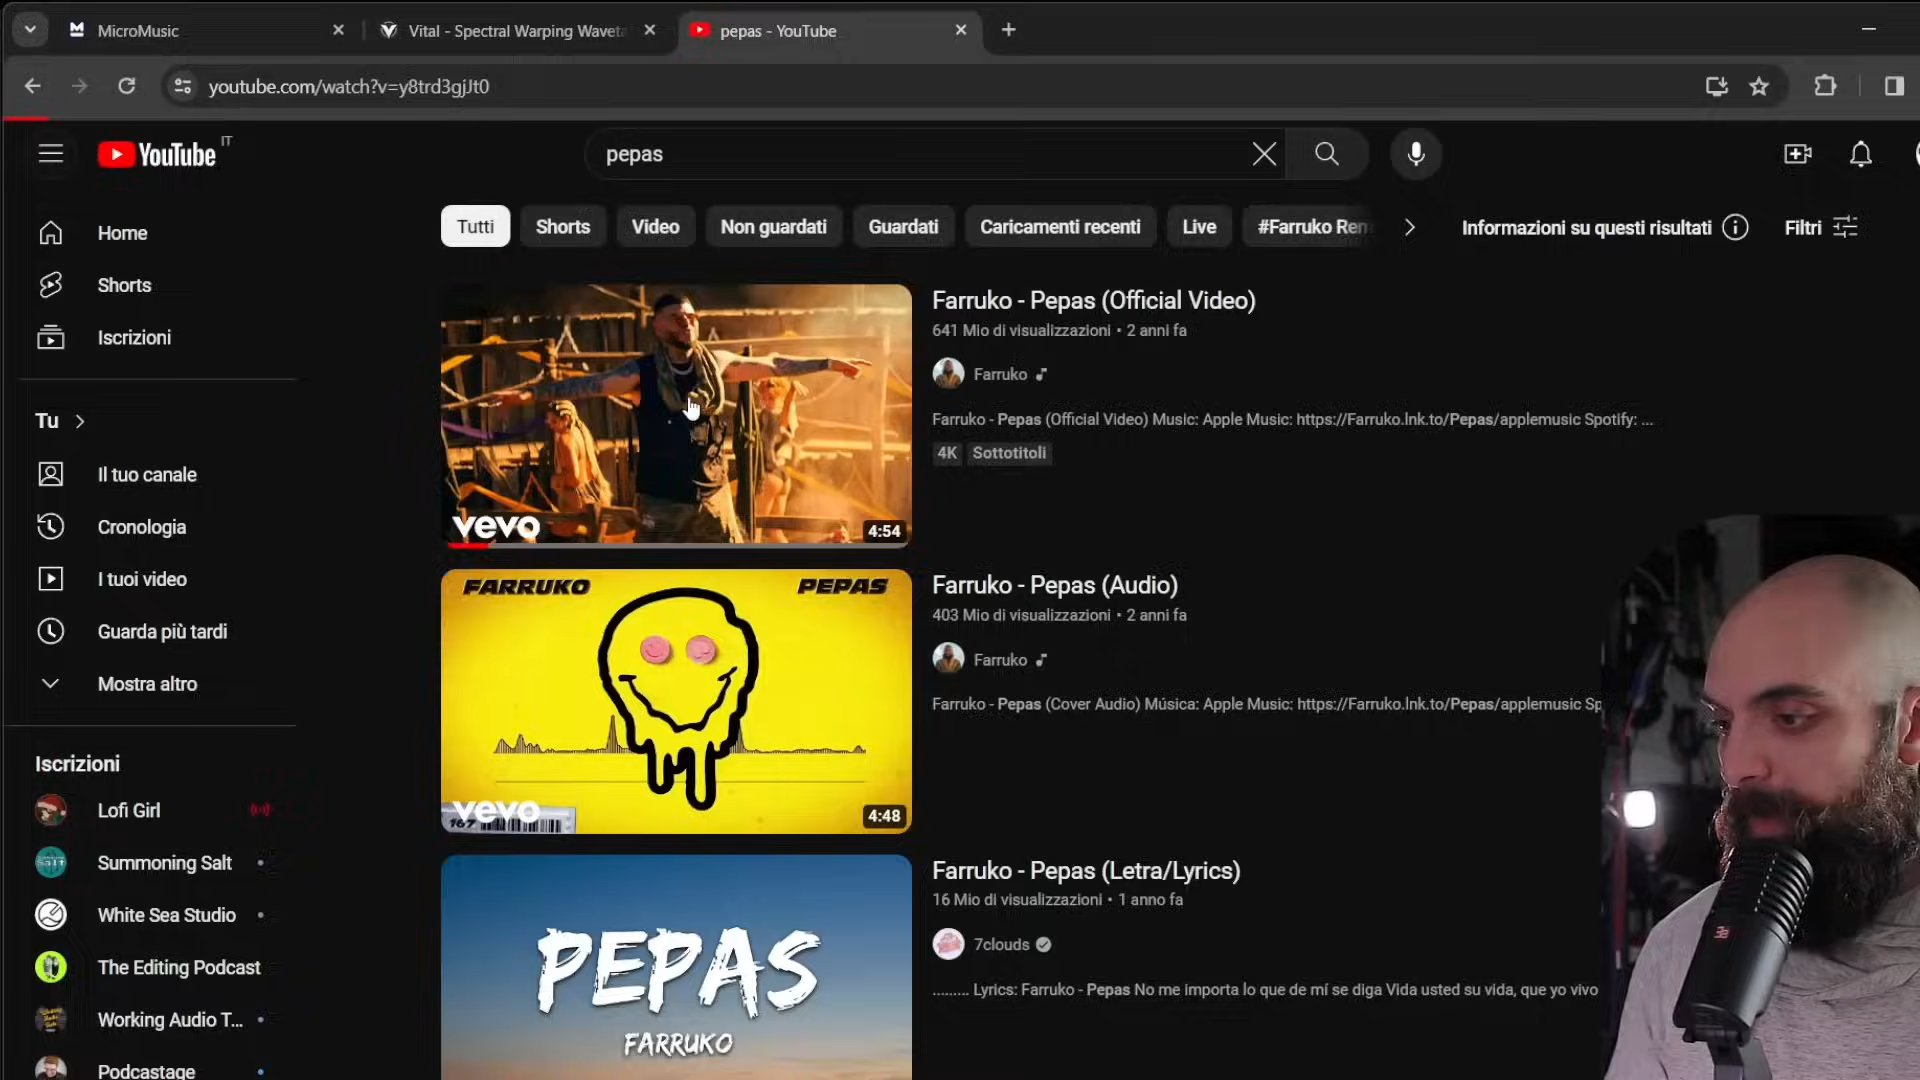 MicroMusic
Vital - Spectral Warping Waveta
pepas - YouTube
youtube.com/watch?v=y8trd3gjJt0
YouTube IT
pepas
Tutti
Shorts
Video
Non guardati
Guardati
Caricamenti recenti
Live
#Farruko Rem
Informazioni su questi risultati
Filtri
Home
Shorts
Iscrizioni
Tu
Il tuo canale
Cronologia
I tuoi video
Guarda più tardi
Mostra altro
Iscrizioni
Lofi Girl
Summoning Salt
White Sea Studio
The Editing Podcast
Working Audio T...
Podcastage
vevo
4:54
Farruko - Pepas (Official Video)
641 Mio di visualizzazioni • 2 anni fa
Farruko
Farruko - Pepas (Official Video) Music: Apple Music: https://Farruko.lnk.to/Pepas/applemusic Spotify: ...
4K Sottotitoli
FARRUKO PEPAS
vevo
167
4:48
Farruko - Pepas (Audio)
403 Mio di visualizzazioni • 2 anni fa
Farruko
Farruko - Pepas (Cover Audio) Música: Apple Music: https://Farruko.lnk.to/Pepas/applemusic Sp
PEPAS
FARRUKO
Farruko - Pepas (Letra/Lyrics)
16 Mio di visualizzazioni • 1 anno fa
7clouds
......... Lyrics: Farruko - Pepas No me importa lo que de mí se diga Vida usted su vida, que yo vivo